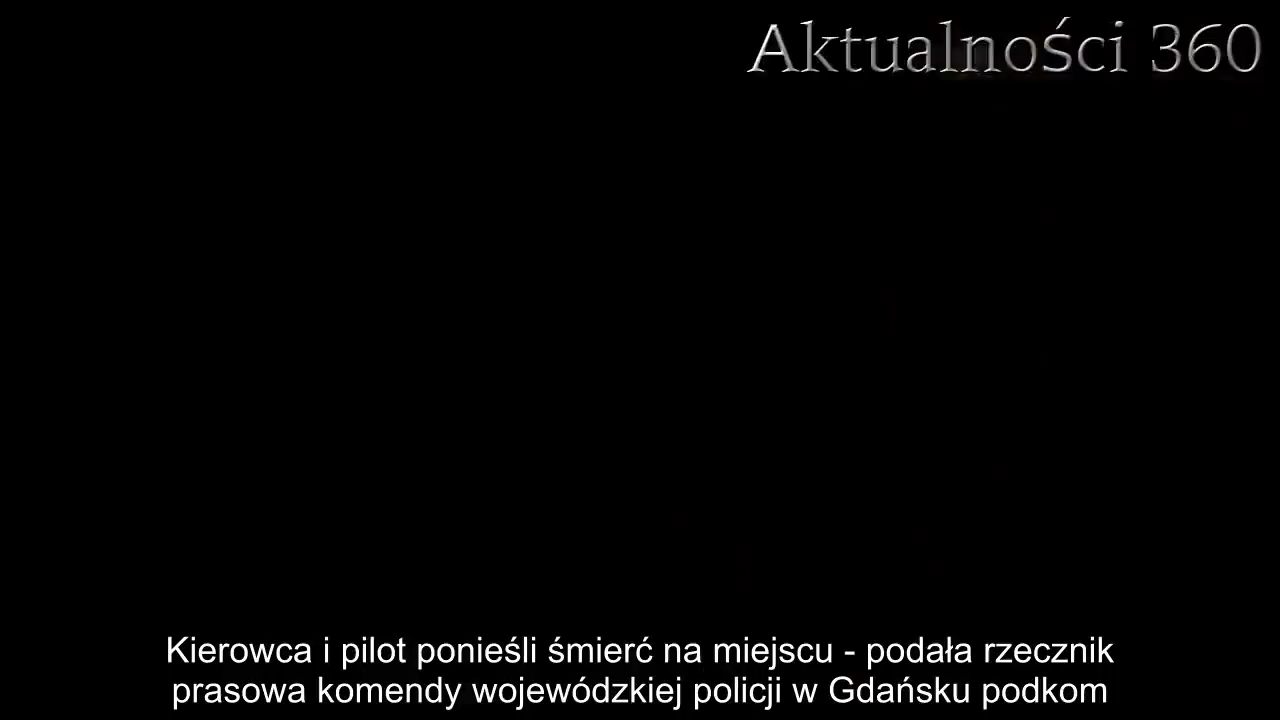 Aktualności 360
Kierowca i pilot ponieśli śmierć na miejscu - podała rzecznik
prasowa komendy wojewódzkiej policji w Gdańsku podkom